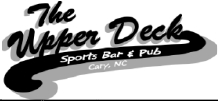 The
Upper Deck
Sports Bar & Pub
Cary, NC